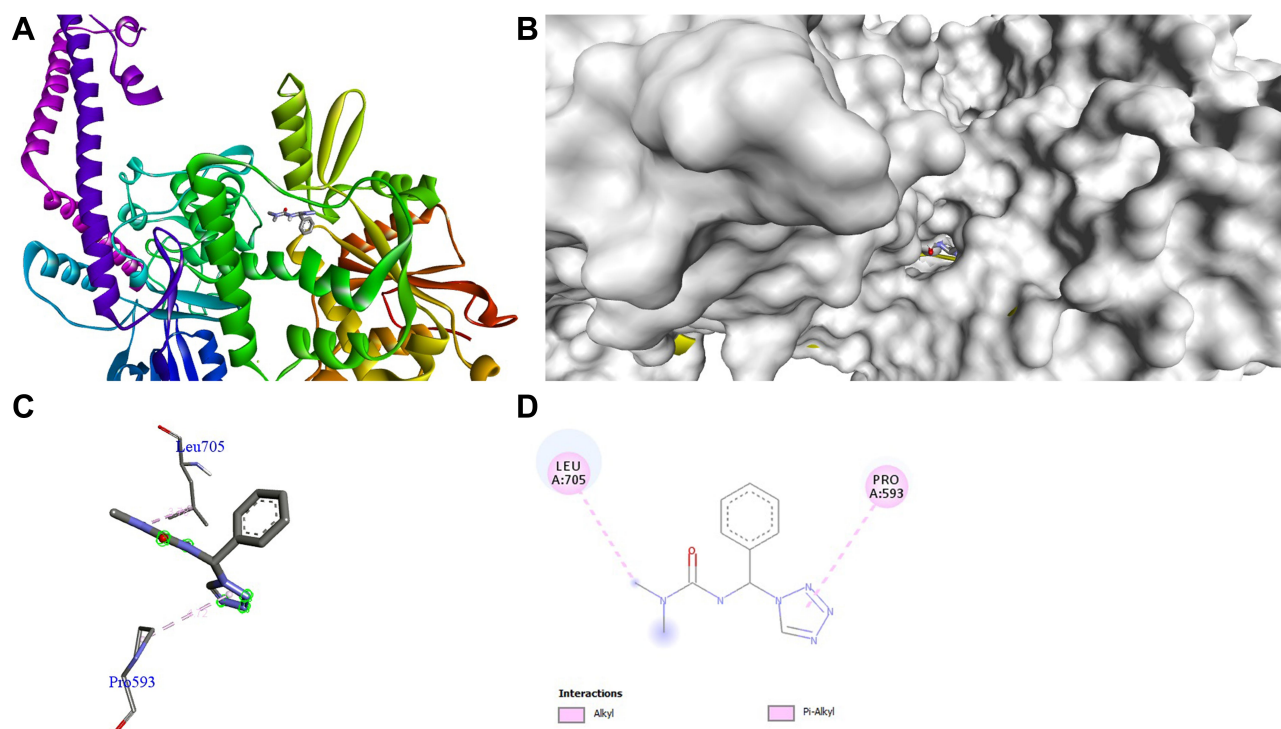 A
B
C
Leu705
Pro593
D
LEU
A:705
PRO
A:593
O
N
N
N
N
N
N
Interactions
Alkyl
Pi-Alkyl